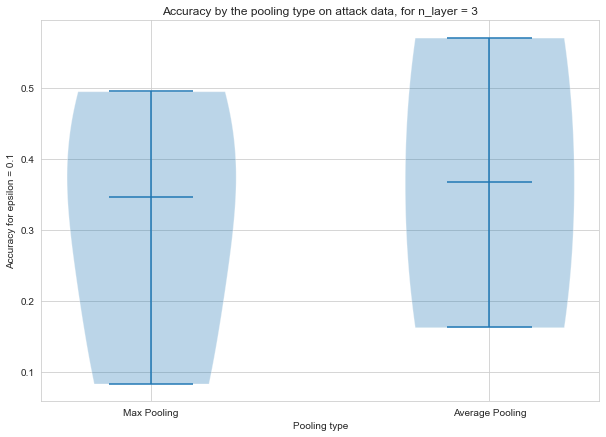 Accuracy by the pooling type on attack data, for n_layer = 3
Accuracy for epsilon = 0.1
0.5
0.4
0.3
0.2
0.1
Max Pooling
Average Pooling
Pooling type